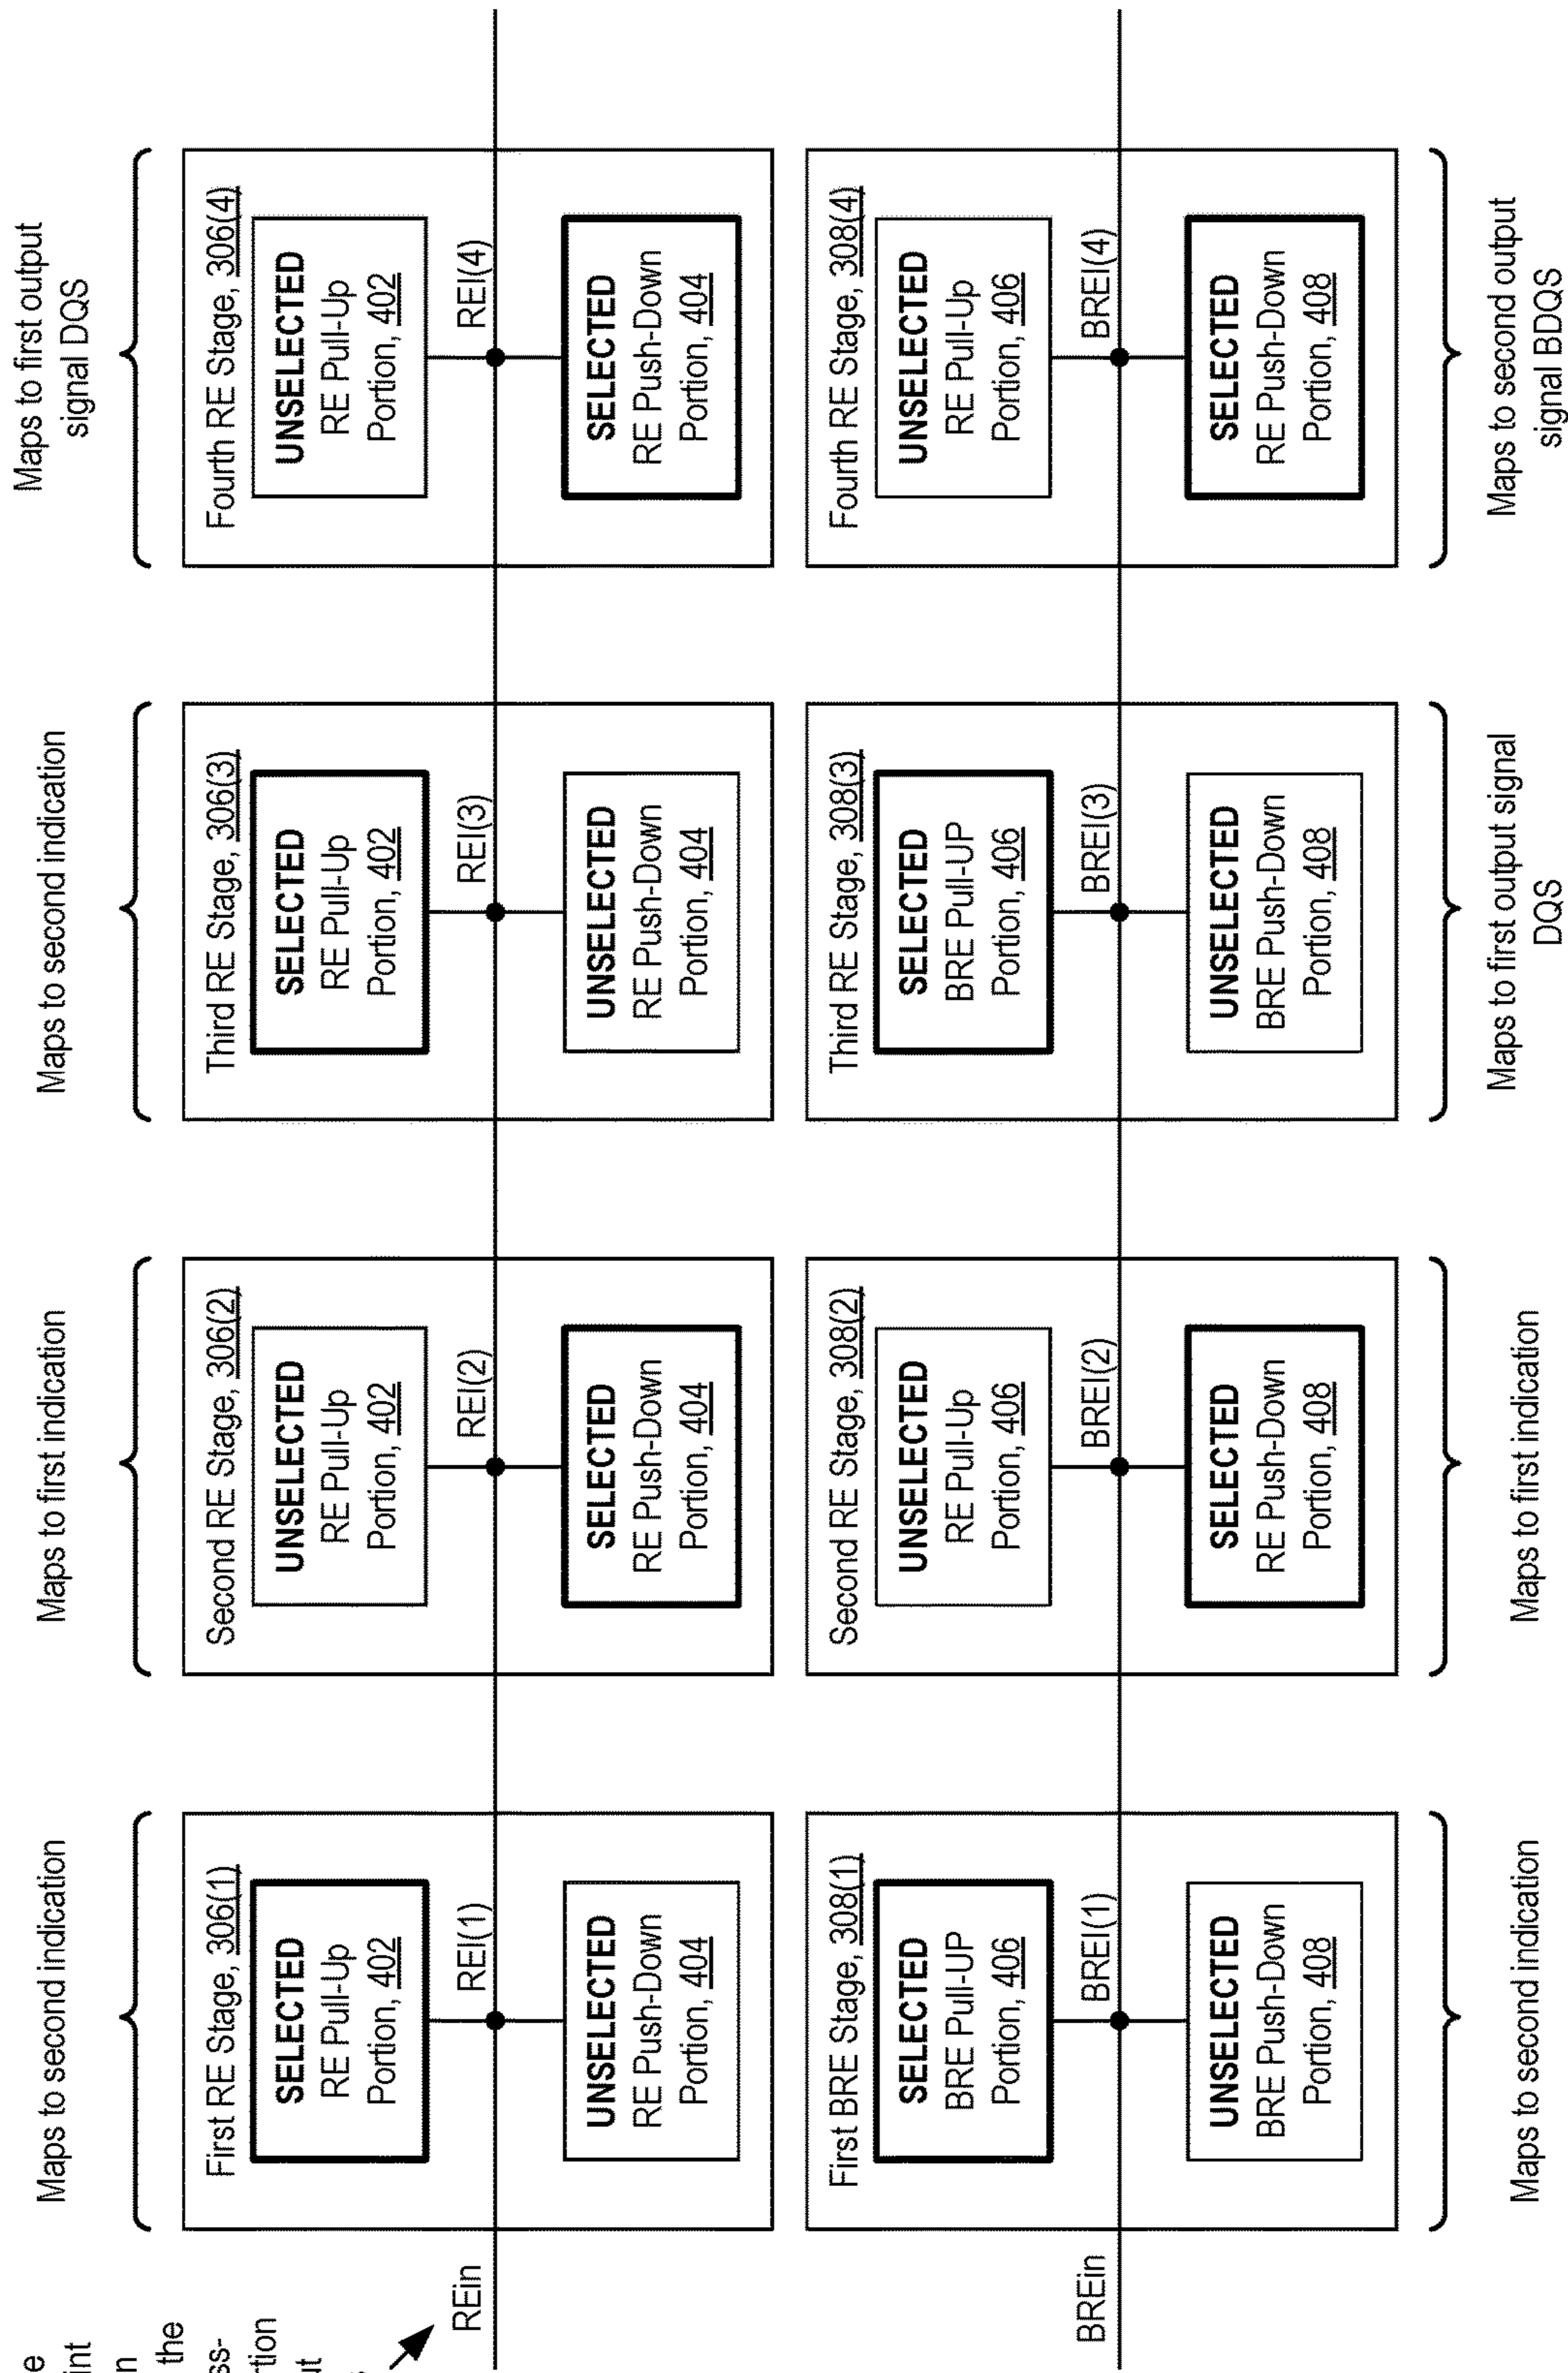 Maps to second indication
Maps to first indication
Maps to second indication
Maps to first output
signal DQS
e
int
n
the
ss-
rtion
ut
First RE Stage, 306(1)
SELECTED
RE Pull-Up
Portion, 402
REin
REI(1)
UNSELECTED
RE Push-Down
Portion, 404
Second RE Stage, 306(2)
UNSELECTED
RE Pull-Up
Portion, 402
REI(2)
SELECTED
RE Push-Down
Portion, 404
Third RE Stage, 306(3)
SELECTED
RE Pull-Up
Portion, 402
REI(3)
UNSELECTED
RE Push-Down
Portion, 404
Fourth RE Stage, 306(4)
UNSELECTED
RE Pull-Up
Portion, 402
REI(4)
SELECTED
RE Push-Down
Portion, 404
First BRE Stage, 308(1)
SELECTED
BRE Pull-UP
Portion, 406
BREin
BREI(1)
UNSELECTED
BRE Push-Down
Portion, 408
Second RE Stage, 308(2)
UNSELECTED
RE Pull-Up
Portion, 406
BREI(2)
SELECTED
RE Push-Down
Portion, 408
Third RE Stage, 308(3)
SELECTED
BRE Pull-UP
Portion, 406
BREI(3)
UNSELECTED
BRE Push-Down
Portion, 408
Fourth RE Stage, 308(4)
UNSELECTED
RE Pull-Up
Portion, 406
BREI(4)
SELECTED
RE Push-Down
Portion, 408
Maps to second indication
Maps to first indication
Maps to first output signal
DQS
Maps to second output
signal BDQS